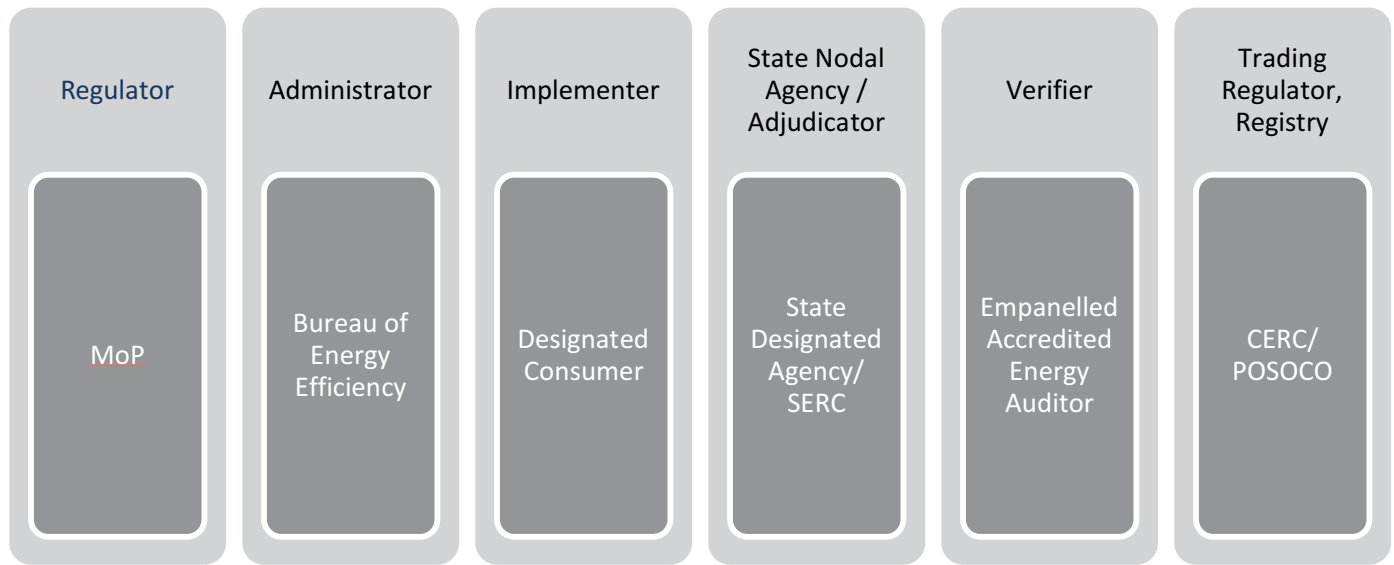 Regulator
MoP
Administrator
Bureau of
Energy
Efficiency
Implementer
Designated
Consumer
State Nodal
Agency /
Adjudicator
State
Designated
Agency/
SERC
Verifier
Empanelled
Accredited
Energy
Auditor
Trading
Regulator,
Registry
CERC/
POSOCO